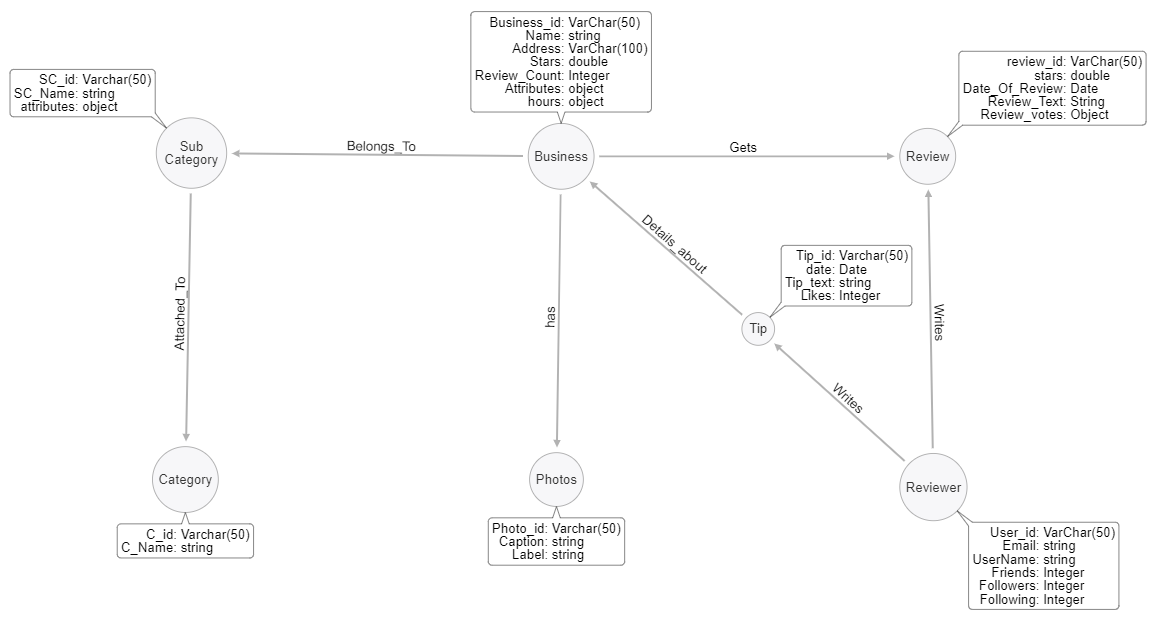 Business_id: VarChar(50)
Name: string
Address: VarChar(100)
Stars: double
Review_Count: Integer
Attributes: object
hours: object
SC_id: Varchar(50)
SC_Name: string
attributes: object
review_id: VarChar(50)
stars: double
Date_Of_Review: Date
Review_Text: String
Review_votes: Object
Sub
Category
Belongs_To
Business
Gets
Review
Details_about
Tip_id: Varchar(50)
date: Date
Tip_text: string
Likes: Integer
Attached_To
has
Tip
Writes
Writes
Category
Photos
Reviewer
C_id: Varchar(50)
C_Name: string
Photo_id: Varchar(50)
Caption: string
Label: string
User_id: VarChar(50)
Email: string
UserName: string
Friends: Integer
Followers: Integer
Following: Integer